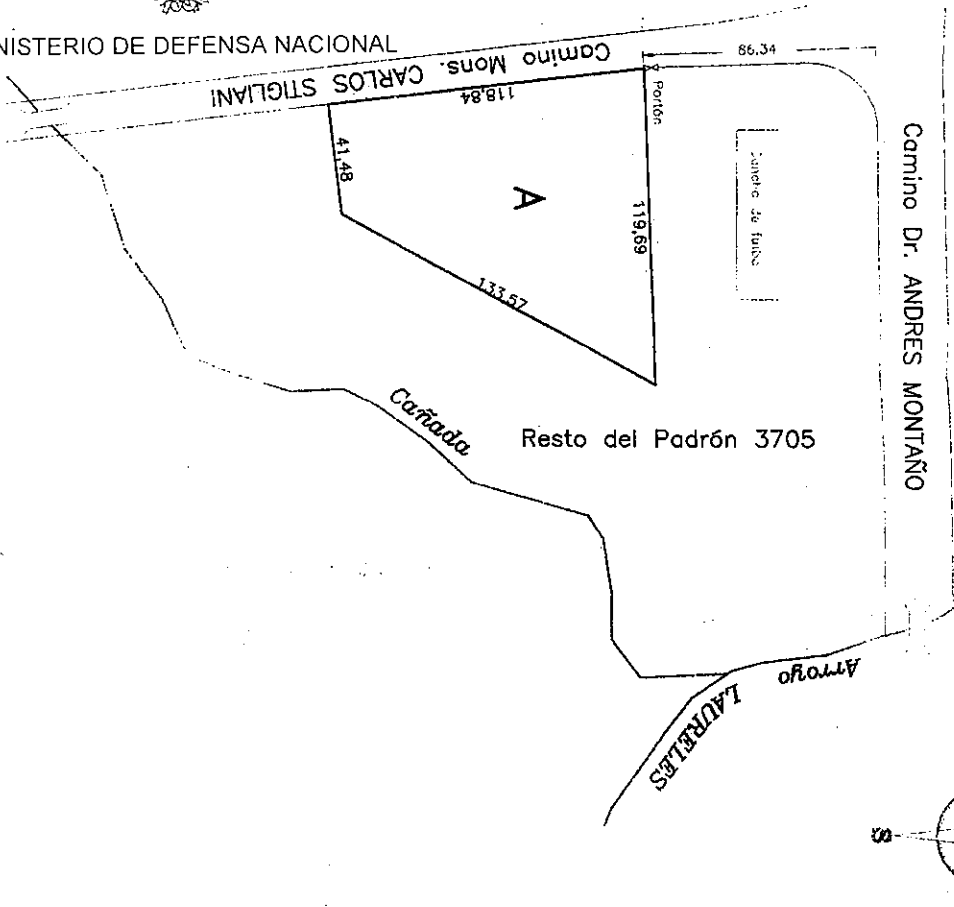 NISTERIO DE DEFENSA NACIONAL
Camino Mons. CARLOS STIGLIANI
86,34
118,84
Portón
41,48
A
119,69
Camino Dr. ANDRES MONTAÑO
133,57
Cañada
Resto del Padrón 3705
Arroyo
LAURELES